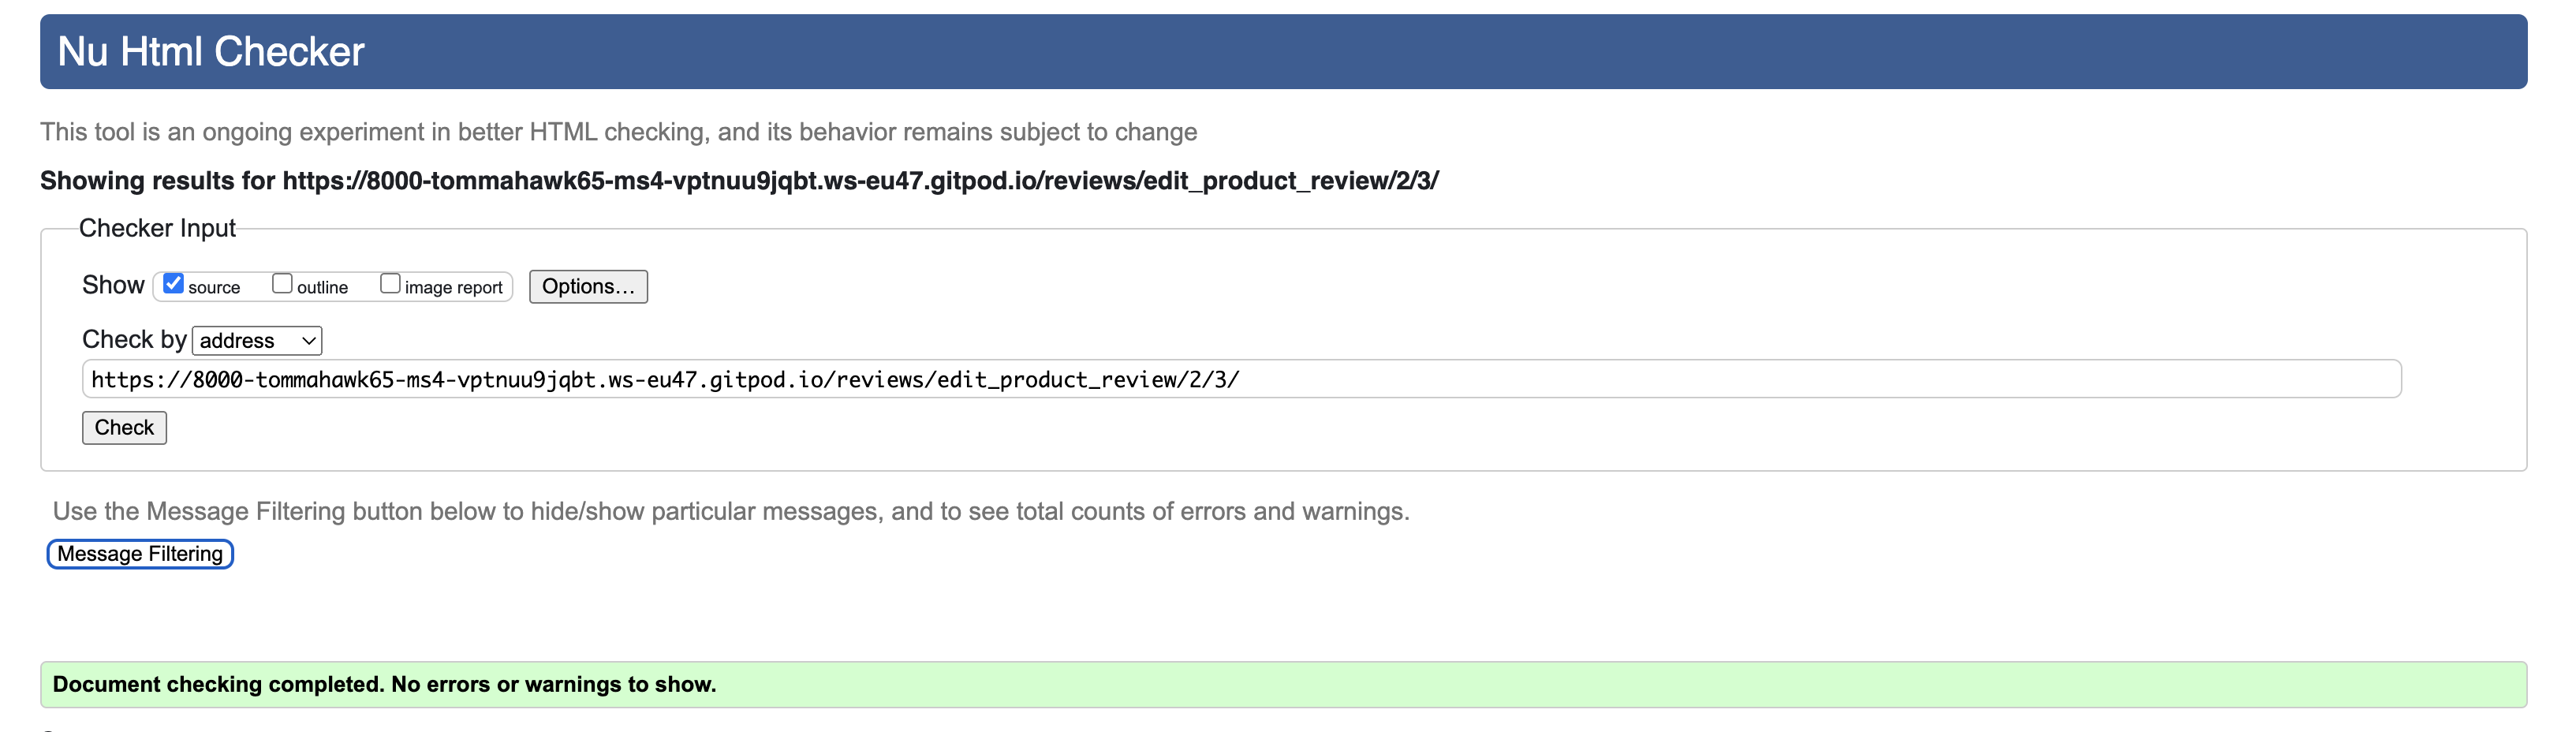 Nu Html Checker
This tool is an ongoing experiment in better HTML checking, and its behavior remains subject to change
Showing results for https://8000-tommahawk65-ms4-vptnuu9jqbt.ws-eu47.gitpod.io/reviews/edit_product_review/2/3/
Checker Input
Show source outline image report Options...
Check by address
https://8000-tommahawk65-ms4-vptnuu9jqbt.ws-eu47.gitpod.io/reviews/edit_product_review/2/3/
Check
Use the Message Filtering button below to hide/show particular messages, and to see total counts of errors and warnings.
Message Filtering
Document checking completed. No errors or warnings to show.